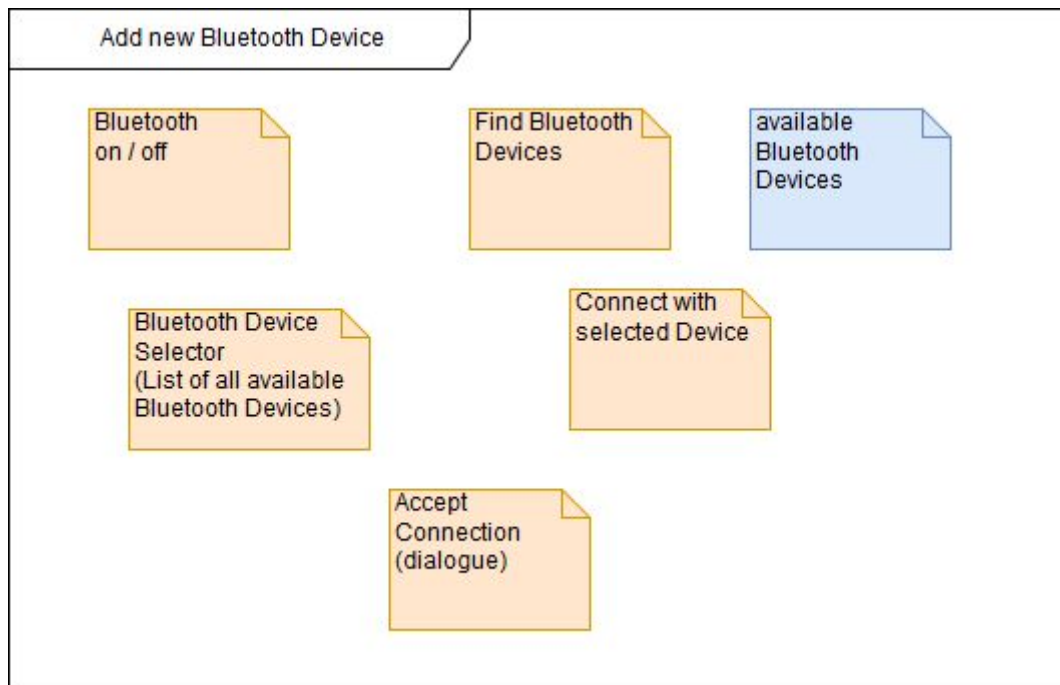 Add new Bluetooth Device
Bluetooth
on / off
Find Bluetooth
Devices
available
Bluetooth
Devices
Bluetooth Device
Selector
(List of all available
Bluetooth Devices)
Connect with
selected Device
Accept
Connection
(dialogue)